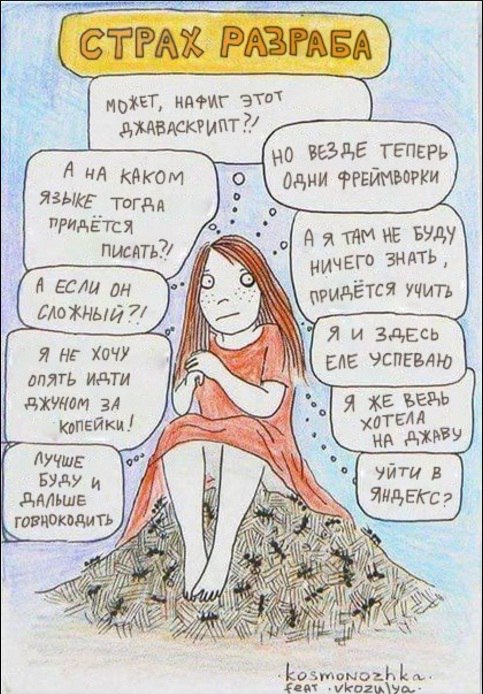 СТРАХ РАЗРАБА
МОЖЕТ, НАФИГ ЭТОТ
ДЖАВАСКРИПТ?!
НО ВЕЗДЕ ТЕПЕРЬ
ОДНИ ФРЕЙМВОРКИ
А НА КАКОМ
ЯЗЫКЕ ТОГДА
ПРИДЁТСЯ
ПИСАТЬ?!
А Я ТАМ НЕ БУДУ
НИЧЕГО ЗНАТЬ,
ПРИДЁТСЯ УЧИТЬ
А ЕСЛИ ОН
СЛОЖНЫЙ?!
Я И ЗДЕСЬ
ЕЛЕ УСПЕВАЮ
Я НЕ ХОЧУ
ОПЯТЬ ИДТИ
ДЖУНОМ ЗА
КОПЕЙКИ!
Я ЖЕ ВЕДЬ
ХОТЕЛА
НА ДЖАВУ
ЛУЧШЕ
БУДУ И
ДАЛЬШЕ
ГОВНОКОДИТЬ
УЙТИ В
ЯНДЕКС?
·kosmonozhka·
feat ·vkozulya·